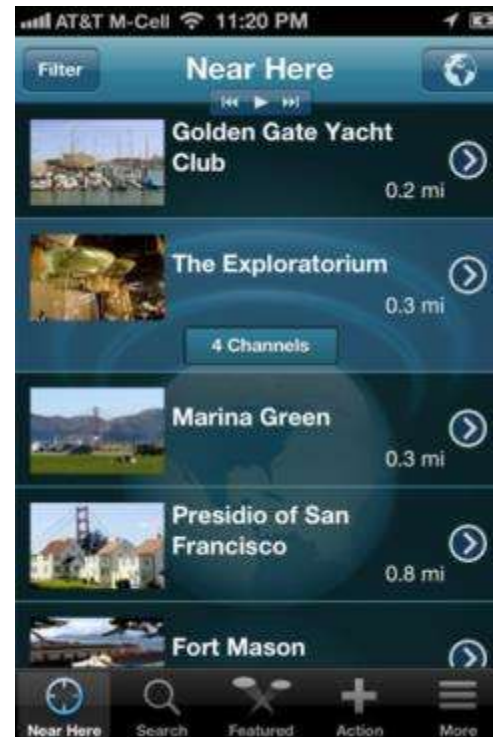 AT&T M-Cell 11:20 PM
Filter
Near Here
Golden Gate Yacht
Club
0.2 mi
The Exploratorium
0.3 mi
4 Channels
Marina Green
0.3 mi
Presidio of San
Francisco
0.8 mi
Fort Mason
Near Here Search Featured Action More